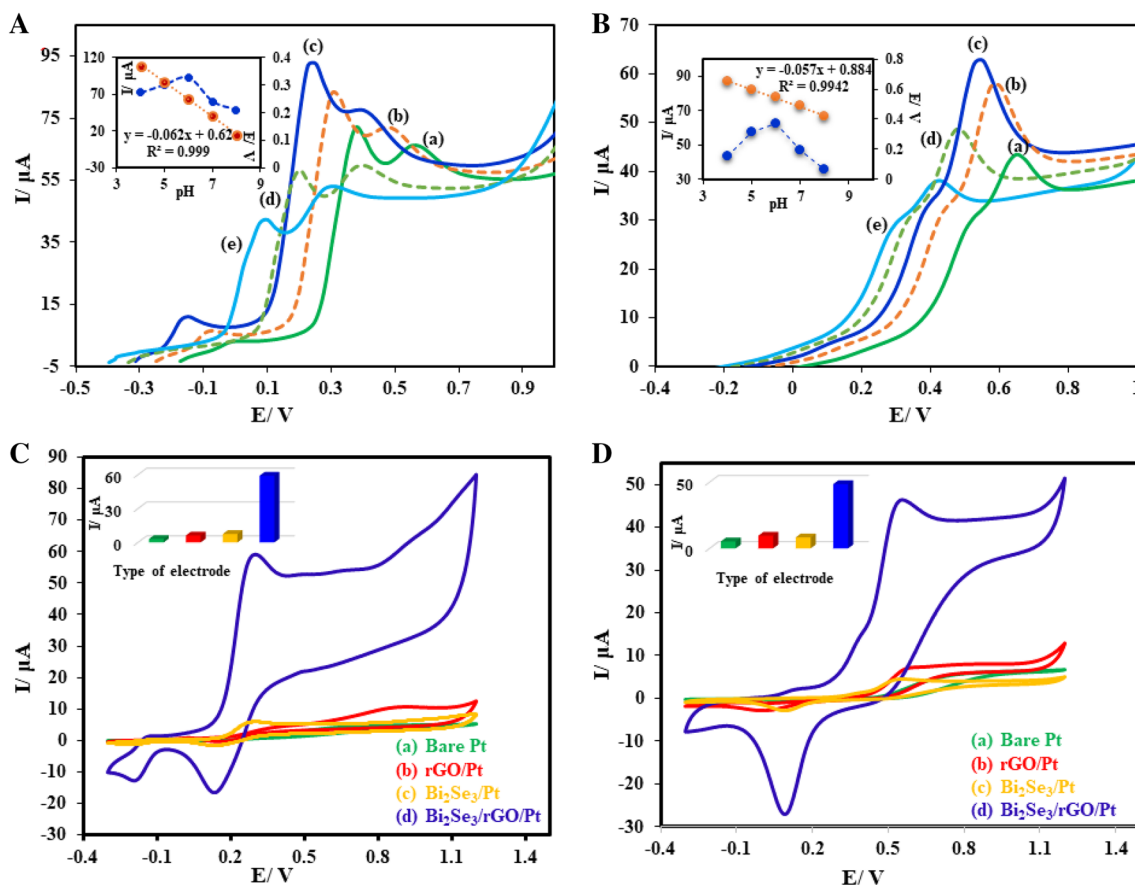 A
95
75
55
35
15
-5
I/ µA
-0.5
-0.3
-0.1
0.1
0.3
0.5
0.7
0.9
E/ V
(a)
(b)
(c)
(d)
(e)
120
70
20
-30
I/ µA
0.4
0.3
0.2
0.1
0
E/ V
y = -0.062x + 0.62
R² = 0.999
3
5
7
9
pH
B
70
60
50
40
30
20
10
0
I/ µA
-0.4
-0.2
0
0.2
0.4
0.6
0.8
1
E/ V
(a)
(b)
(c)
(d)
(e)
90
70
50
30
I/ µA
0.8
0.6
0.4
0.2
0
E/ V
y = -0.057x + 0.884
R² = 0.9942
3
5
7
9
pH
C
90
80
70
60
50
40
30
20
10
0
-10
-20
-30
I/ µA
-0.4
-0.1
0.2
0.5
0.8
1.1
1.4
E/ V
60
30
0
I/ µA
Type of electrode
(a) Bare Pt
(b) rGO/Pt
(c) Bi₂Se₃/Pt
(d) Bi₂Se₃/rGO/Pt
D
50
40
30
20
10
0
-10
-20
-30
I/ µA
-0.4
-0.1
0.2
0.5
0.8
1.1
1.4
E/ V
50
0
I/ µA
Type of electrode
(a) Bare Pt
(b) rGO/Pt
(c) Bi₂Se₃/Pt
(d) Bi₂Se₃/rGO/Pt